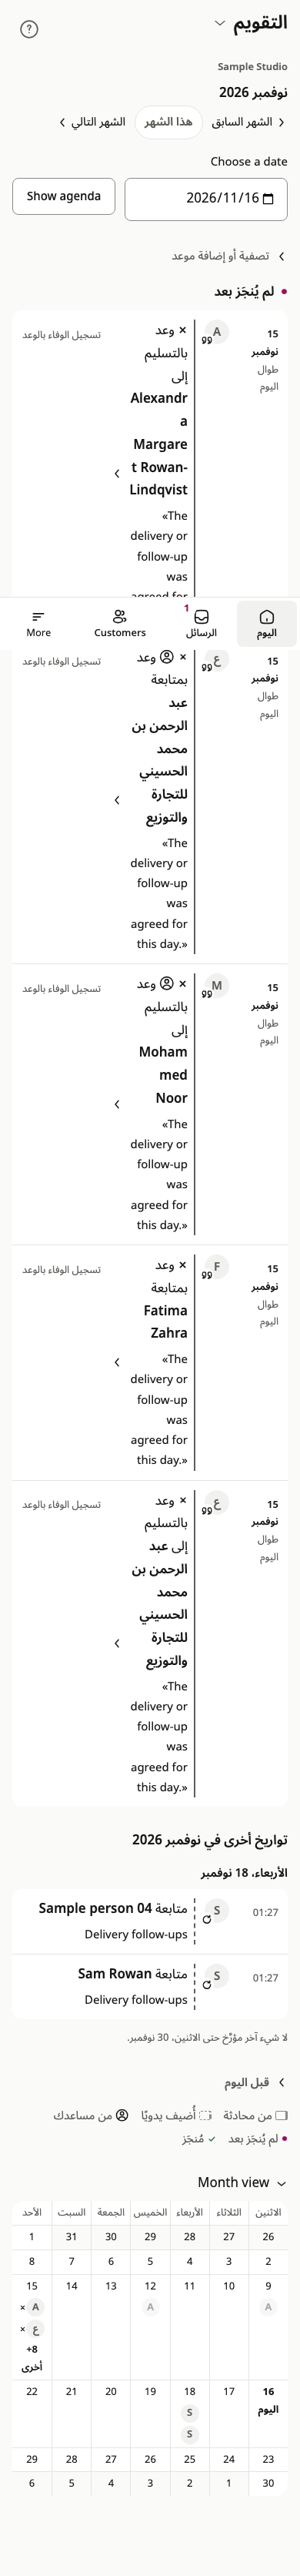 التقويم
?
Sample Studio
نوفمبر 2026
الشهر السابق
هذا الشهر
الشهر التالي
Choose a date
2026/11/16
Show agenda
تصفية أو إضافة موعد
لم يُنجَز بعد
15
نوفمبر
طوال
اليوم
A
× وعد
بالتسليم
إلى
Alexandr
a
Margare
t Rowan-
Lindqvist
«The
delivery or
follow-up
was
agreed for
تسجيل الوفاء بالوعد
اليوم
الرسائل
1
Customers
More
15
نوفمبر
طوال
اليوم
ع
× وعد
بمتابعة
عبد
الرحمن بن
محمد
الحسيني
للتجارة
والتوزيع
«The
delivery or
follow-up
was
agreed for
this day.»
تسجيل الوفاء بالوعد
15
نوفمبر
طوال
اليوم
M
× وعد
بالتسليم
إلى
Moham
med
Noor
«The
delivery or
follow-up
was
agreed for
this day.»
تسجيل الوفاء بالوعد
15
نوفمبر
طوال
اليوم
F
× وعد
بمتابعة
Fatima
Zahra
«The
delivery or
follow-up
was
agreed for
this day.»
تسجيل الوفاء بالوعد
15
نوفمبر
طوال
اليوم
ع
× وعد
بالتسليم
إلى عبد
الرحمن بن
محمد
الحسيني
للتجارة
والتوزيع
«The
delivery or
follow-up
was
agreed for
this day.»
تسجيل الوفاء بالوعد
تواريخ أخرى في نوفمبر 2026
الأربعاء، 18 نوفمبر
01:27
S
متابعة Sample person 04
Delivery follow-ups
01:27
S
متابعة Sam Rowan
Delivery follow-ups
لا شيء آخر مؤرَّخ حتى الاثنين، 30 نوفمبر.
قبل اليوم
من محادثة
أُضيف يدويًا
من مساعدك
لم يُنجَز بعد
✓ مُنجَز
Month view
الاثنين الثلاثاء الأربعاء الخميس الجمعة السبت الأحد
26 27 28 29 30 31 1
2 3 4 5 6 7 8
9 10 11 12 13 14 15
A A A ×
ع ×
+8
أخرى
16 17 18 19 20 21 22
اليوم
S
S
23 24 25 26 27 28 29
30 1 2 3 4 5 6